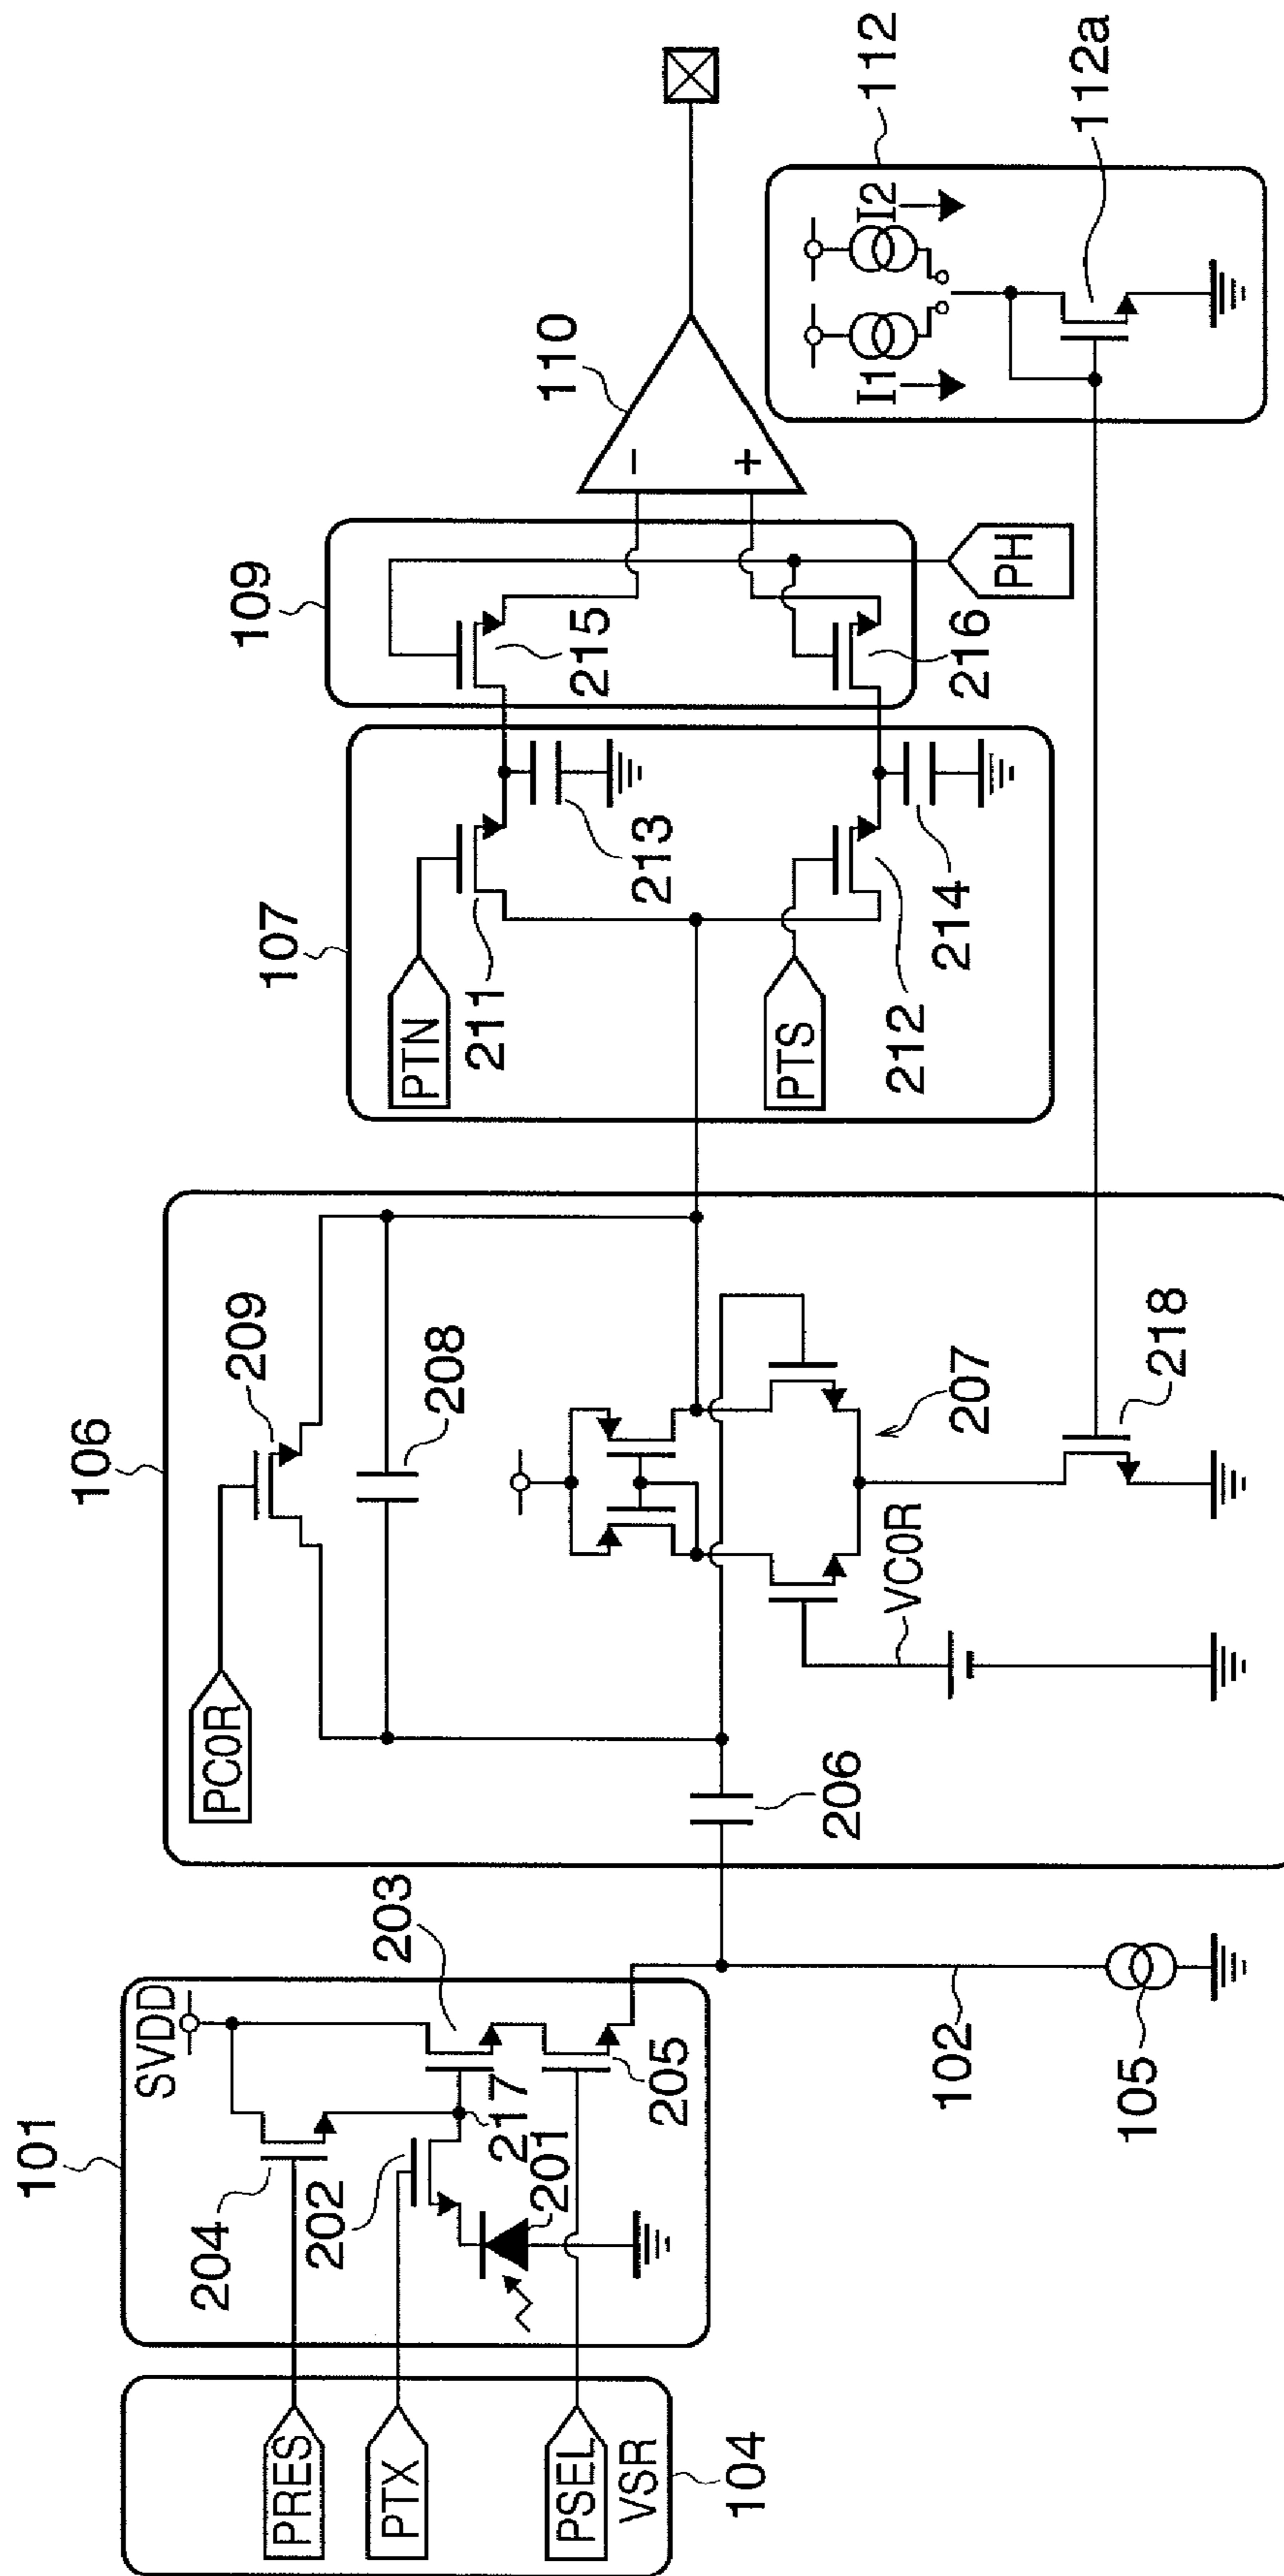 101
SVDD
204
202
203
217
201
205
PRES
PTX
PSEL
VSR
104
102
105
106
PC0R
209
208
206
VC0R
207
218
107
PTN
211
213
PTS
212
214
109
215
216
PH
110
−
+
112
I1
I2
112a